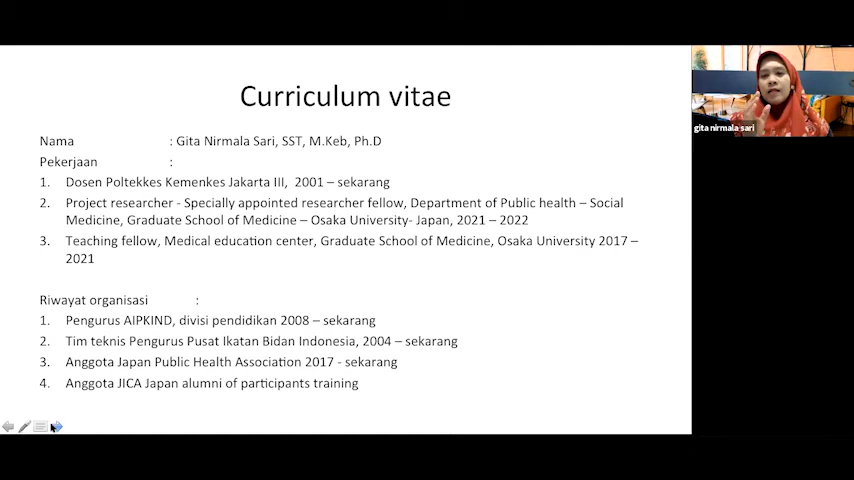 Curriculum vitae
gita nirmala sari
Nama : Gita Nirmala Sari, SST, M.Keb, Ph.D
Pekerjaan :
1. Dosen Poltekkes Kemenkes Jakarta III, 2001 – sekarang
2. Project researcher - Specially appointed researcher fellow, Department of Public health – Social
Medicine, Graduate School of Medicine – Osaka University- Japan, 2021 – 2022
3. Teaching fellow, Medical education center, Graduate School of Medicine, Osaka University 2017 –
2021
Riwayat organisasi :
1. Pengurus AIPKIND, divisi pendidikan 2008 – sekarang
2. Tim teknis Pengurus Pusat Ikatan Bidan Indonesia, 2004 – sekarang
3. Anggota Japan Public Health Association 2017 - sekarang
4. Anggota JICA Japan alumni of participants training